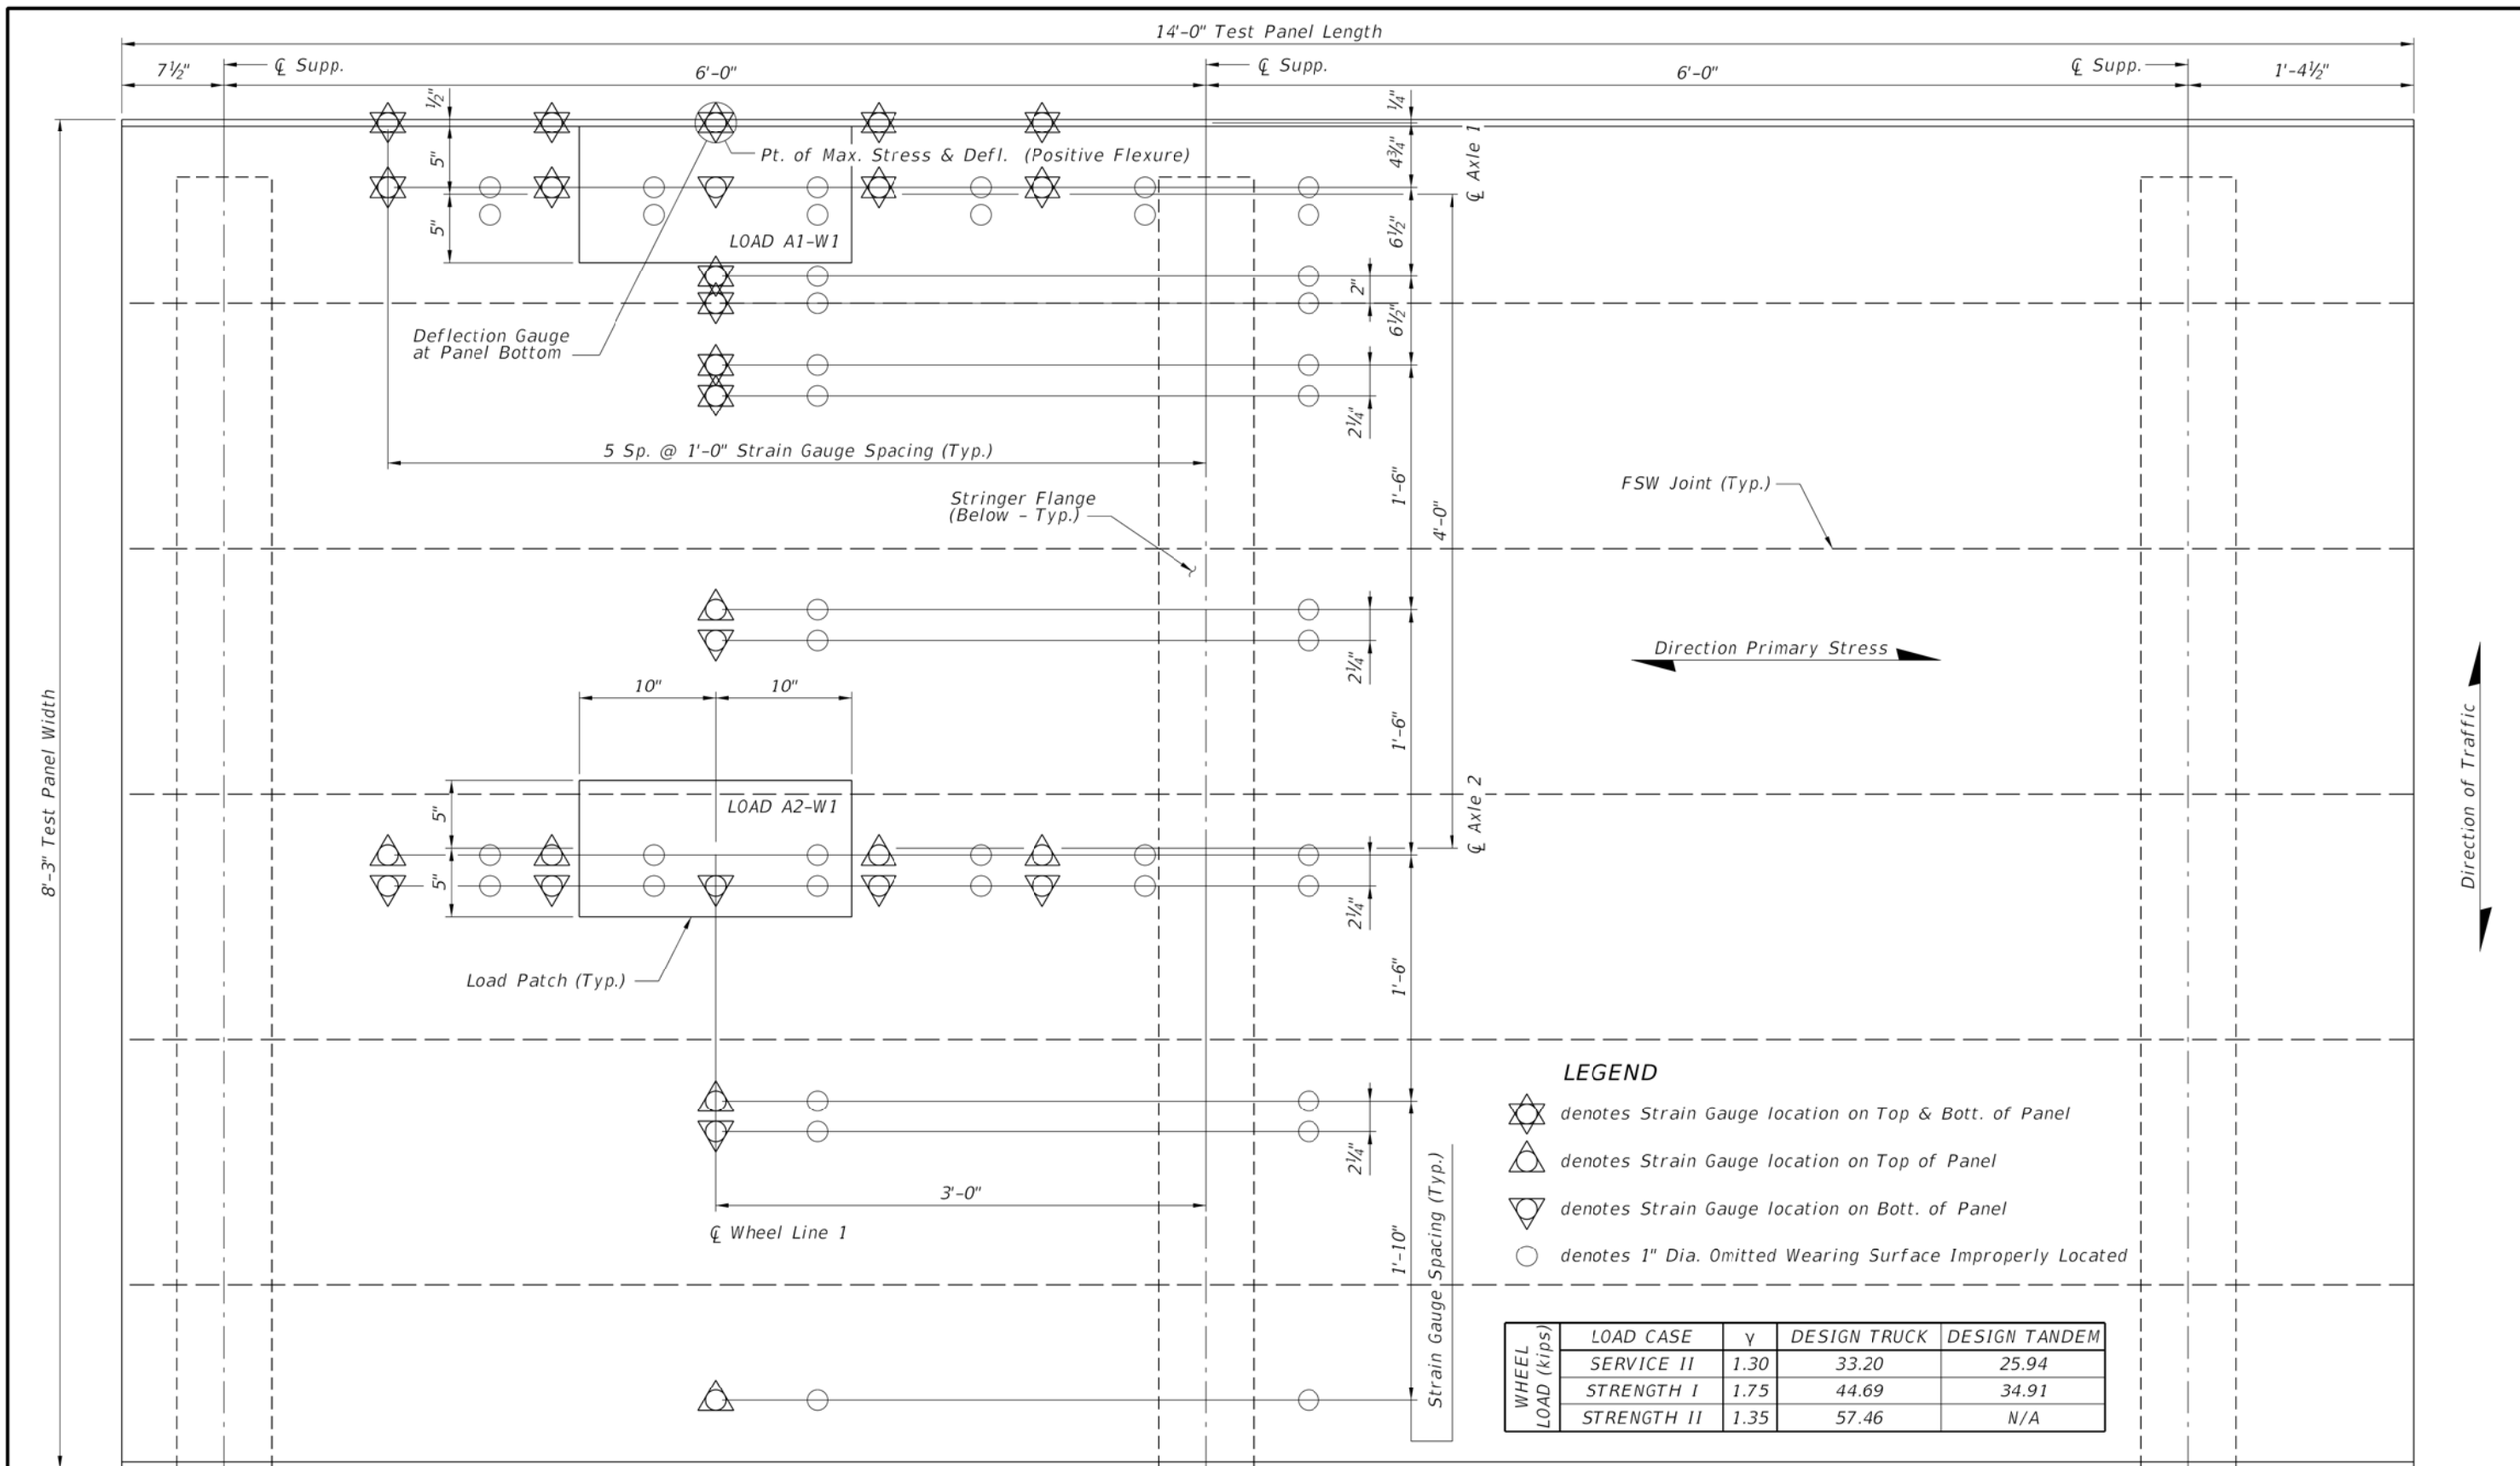 14'-0" Test Panel Length
7½"
℄ Supp.
6'-0"
℄ Supp.
6'-0"
℄ Supp.
1'-4½"
½"
¼"
5"
Pt. of Max. Stress & Defl. (Positive Flexure)
4¾"
℄ Axle 1
5"
LOAD A1-W1
6½"
2"
Deflection Gauge
at Panel Bottom
6½"
2¼"
5 Sp. @ 1'-0" Strain Gauge Spacing (Typ.)
Stringer Flange
(Below - Typ.)
1'-6"
4'-0"
FSW Joint (Typ.)
2¼"
Direction Primary Stress
10"
10"
1'-6"
8'-3" Test Panel Width
Direction of Traffic
5"
LOAD A2-W1
℄ Axle 2
5"
2¼"
Load Patch (Typ.)
1'-6"
2¼"
3'-0"
℄ Wheel Line 1
1'-10"
Strain Gauge Spacing (Typ.)
LEGEND
denotes Strain Gauge location on Top & Bott. of Panel
denotes Strain Gauge location on Top of Panel
denotes Strain Gauge location on Bott. of Panel
denotes 1" Dia. Omitted Wearing Surface Improperly Located
WHEEL
LOAD (kips)
LOAD CASE γ DESIGN TRUCK DESIGN TANDEM
SERVICE II 1.30 33.20 25.94
STRENGTH I 1.75 44.69 34.91
STRENGTH II 1.35 57.46 N/A